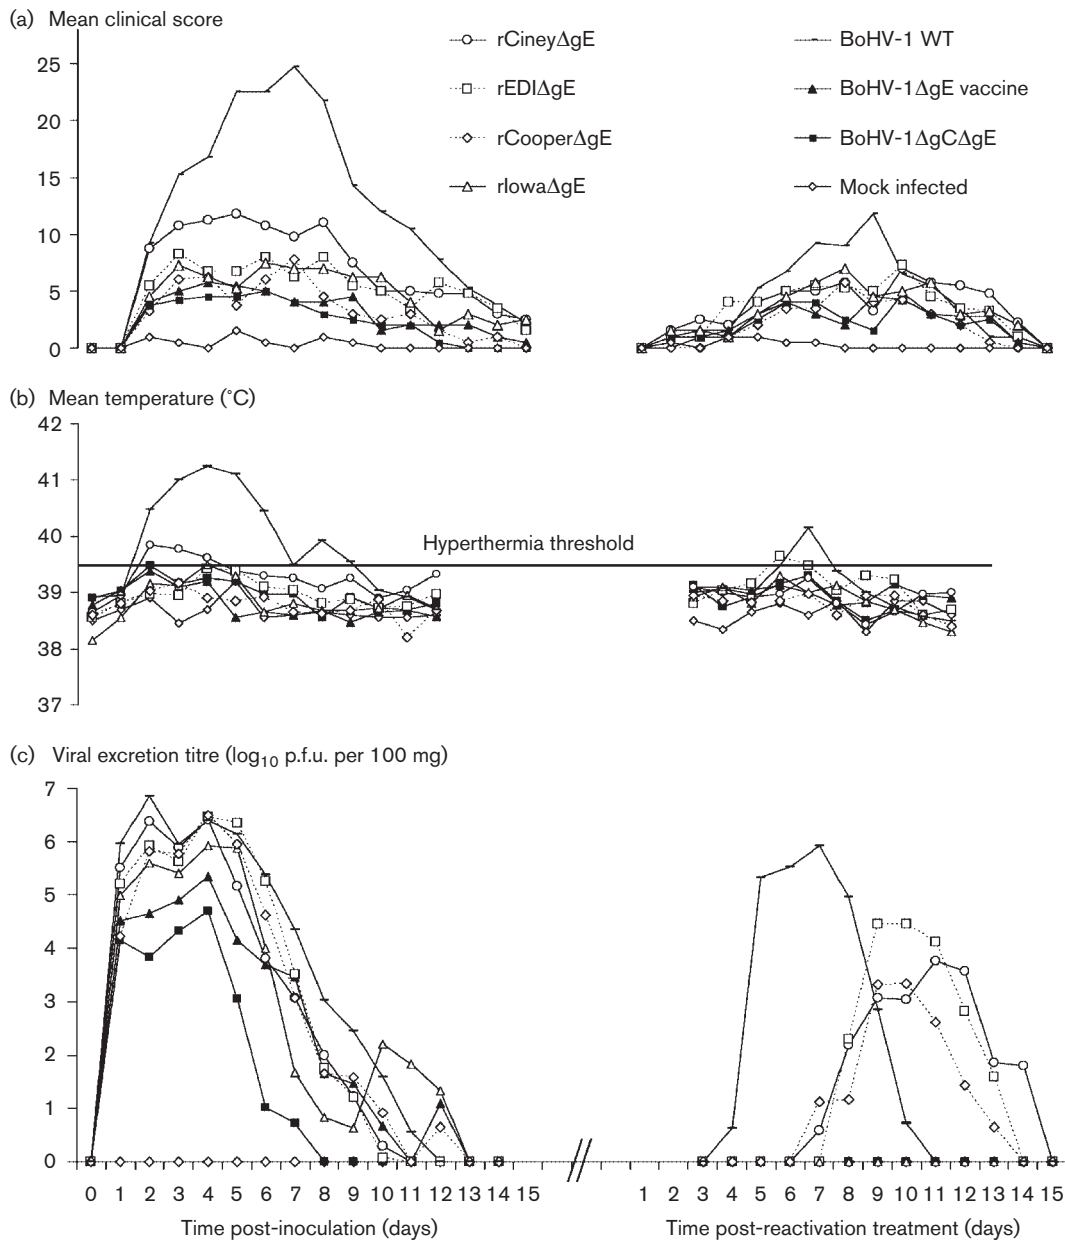 (a) Mean clinical score
25
20
15
10
5
0
rCineyΔgE
rEDIΔgE
rCooperΔgE
rIowaΔgE
BoHV-1 WT
BoHV-1ΔgE vaccine
BoHV-1ΔgCΔgE
Mock infected
(b) Mean temperature (°C)
42
41
40
39
38
37
Hyperthermia threshold
(c) Viral excretion titre (log10 p.f.u. per 100 mg)
7
6
5
4
3
2
1
0
0 1 2 3 4 5 6 7 8 9 10 11 12 13 14 15
1 2 3 4 5 6 7 8 9 10 11 12 13 14 15
Time post-inoculation (days)
Time post-reactivation treatment (days)